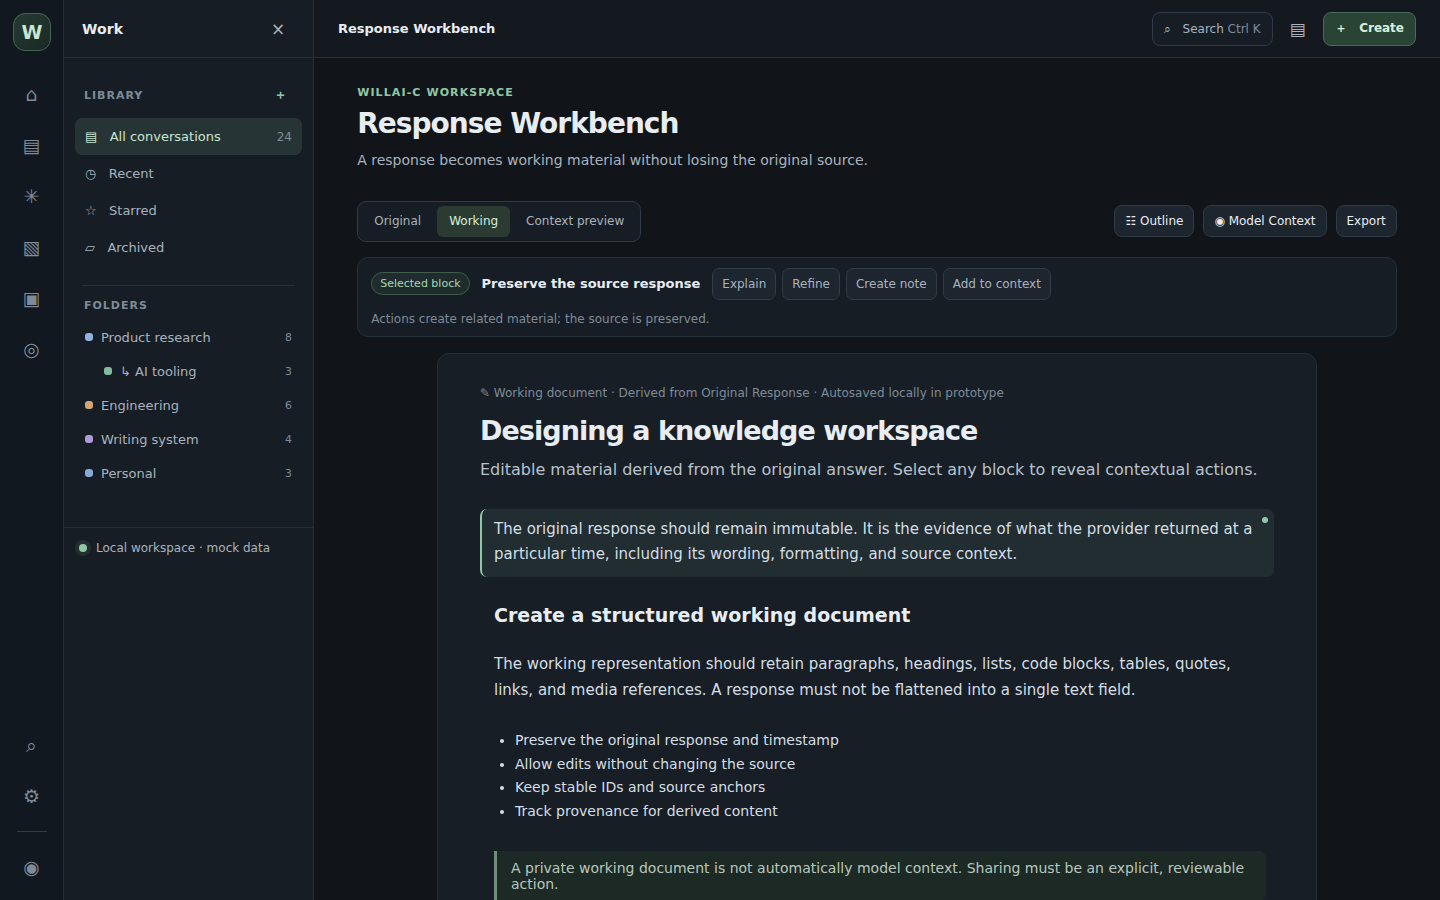 W
Work
×
LIBRARY
+
All conversations 24
Recent
Starred
Archived
FOLDERS
Product research 8
↳ AI tooling 3
Engineering 6
Writing system 4
Personal 3
Local workspace · mock data
Response Workbench
Search Ctrl K
+ Create
WILLAI-C WORKSPACE
Response Workbench
A response becomes working material without losing the original source.
Original Working Context preview
☷ Outline ◉ Model Context Export
Selected block Preserve the source response Explain Refine Create note Add to context
Actions create related material; the source is preserved.
✎ Working document · Derived from Original Response · Autosaved locally in prototype
Designing a knowledge workspace
Editable material derived from the original answer. Select any block to reveal contextual actions.
The original response should remain immutable. It is the evidence of what the provider returned at a
particular time, including its wording, formatting, and source context.
Create a structured working document
The working representation should retain paragraphs, headings, lists, code blocks, tables, quotes,
links, and media references. A response must not be flattened into a single text field.
• Preserve the original response and timestamp
• Allow edits without changing the source
• Keep stable IDs and source anchors
• Track provenance for derived content
A private working document is not automatically model context. Sharing must be an explicit, reviewable
action.